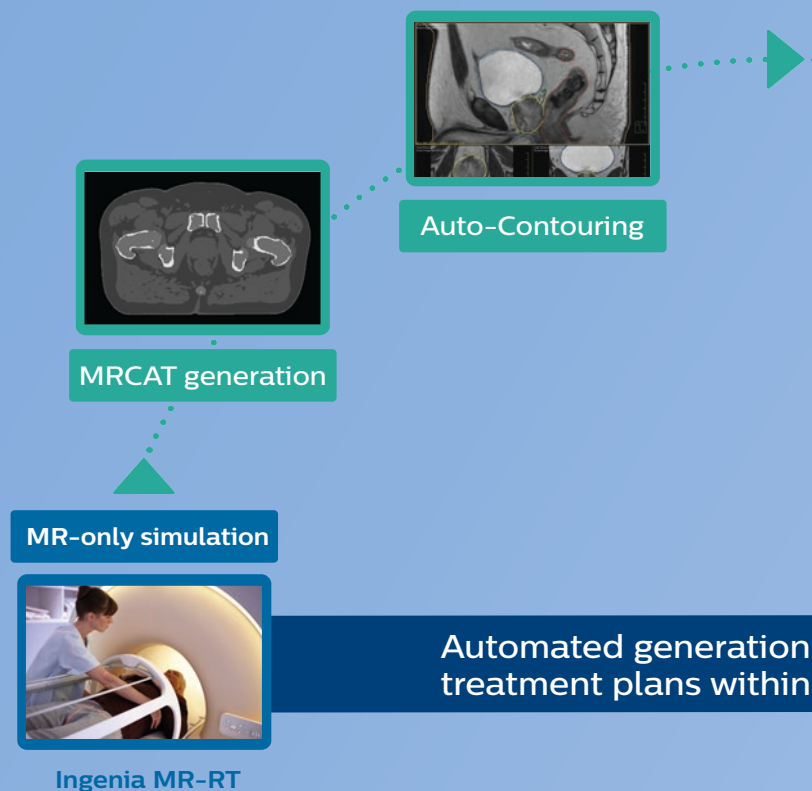 Auto-Contouring
MRCAT generation
MR-only simulation
Automated generation
treatment plans within
Ingenia MR-RT